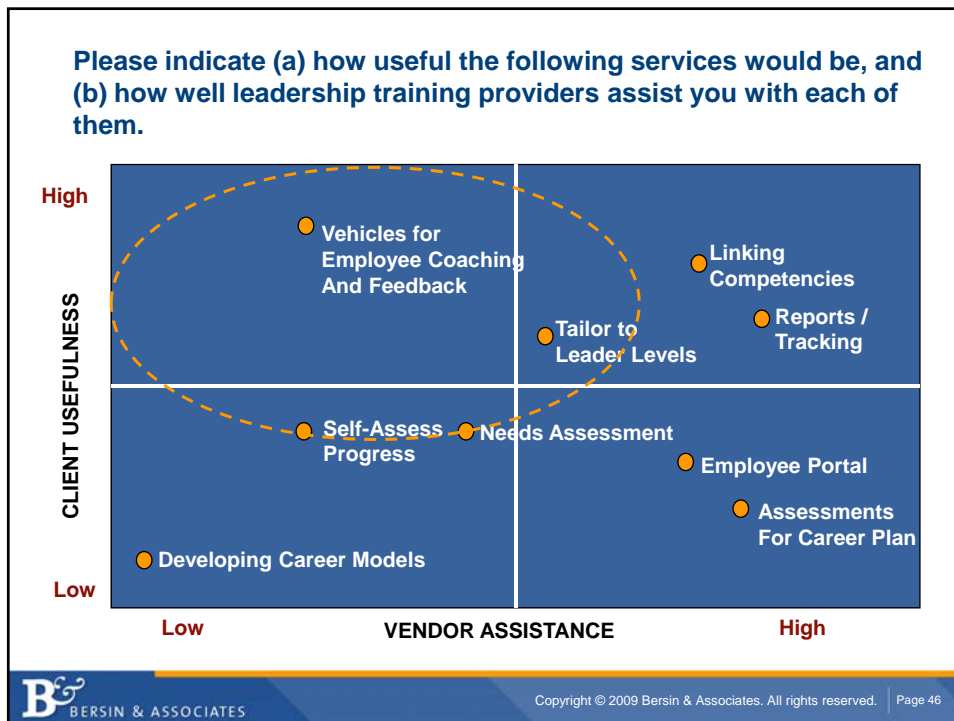 Please indicate (a) how useful the following services would be, and
(b) how well leadership training providers assist you with each of
them.
High
CLIENT USEFULNESS
Low
Vehicles for
Employee Coaching
And Feedback
Linking
Competencies
Reports /
Tracking
Tailor to
Leader Levels
Self-Assess
Progress
Needs Assessment
Employee Portal
Assessments
For Career Plan
Developing Career Models
Low
VENDOR ASSISTANCE
High
B& BERSIN & ASSOCIATES
Copyright © 2009 Bersin & Associates. All rights reserved.
Page 46